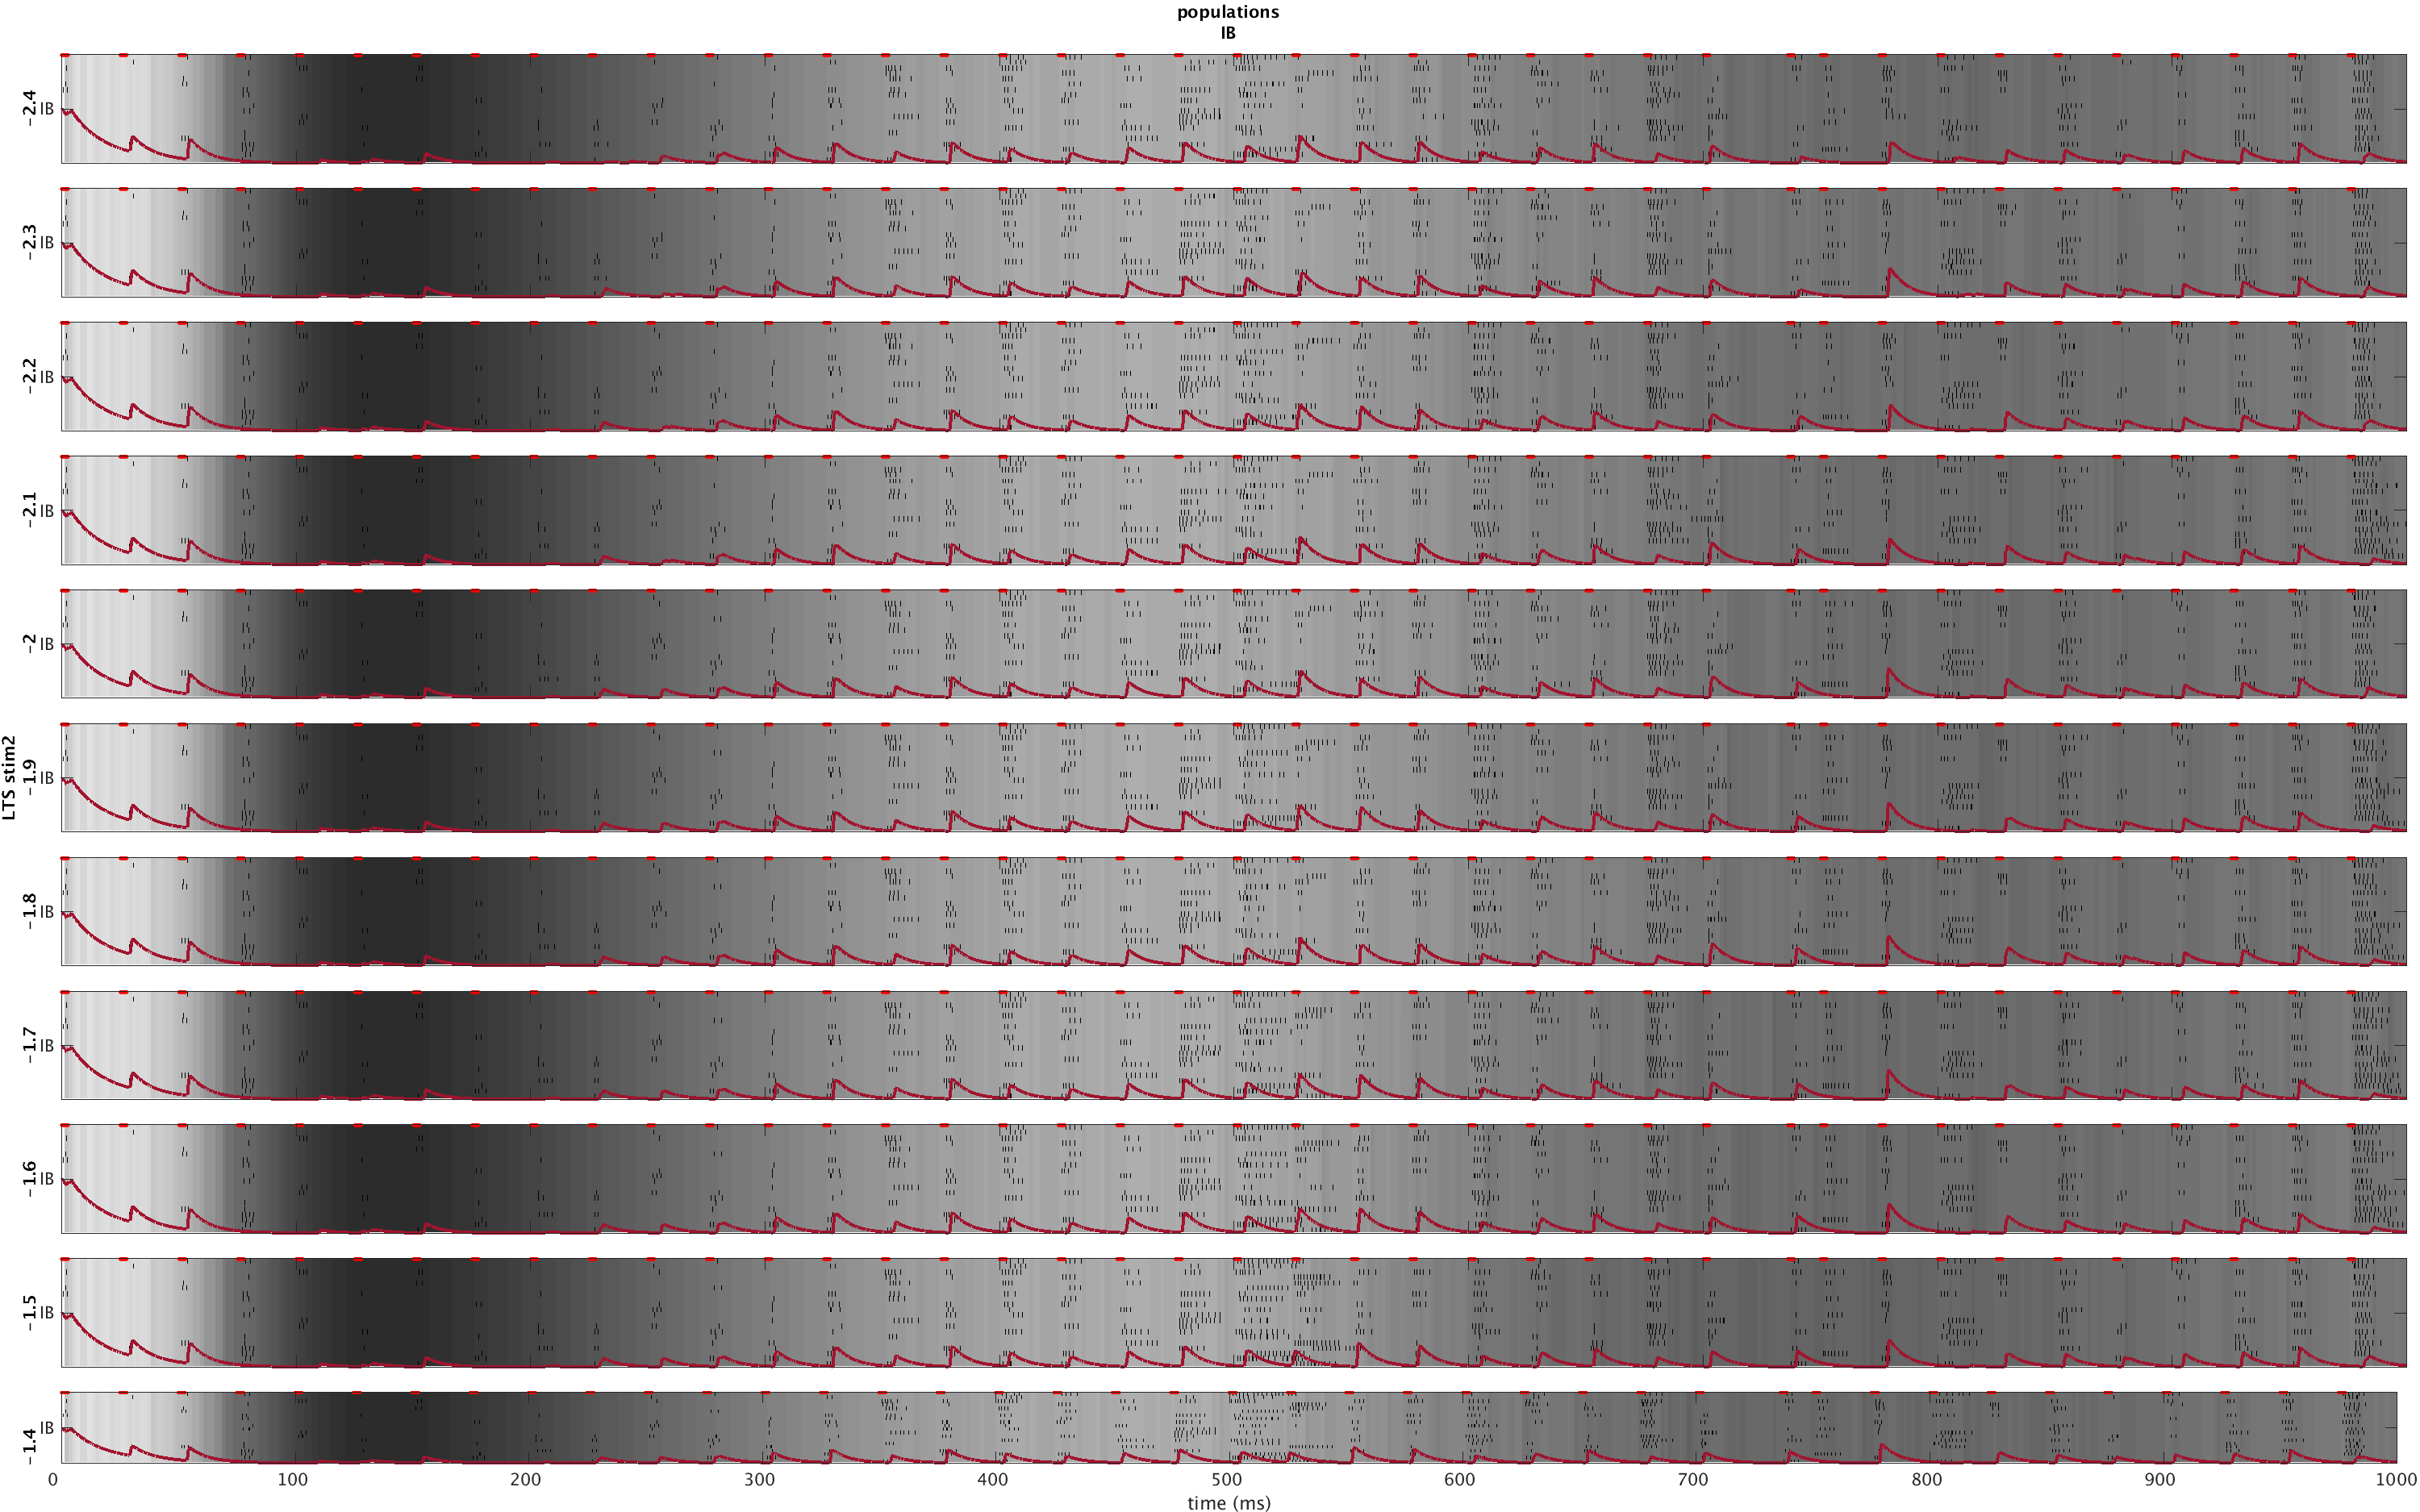 populations
IB
LTS stim2
−2.4 IB
−2.3 IB
−2.2 IB
−2.1 IB
−2 IB
−1.9 IB
−1.8 IB
−1.7 IB
−1.6 IB
−1.5 IB
−1.4 IB
0 100 200 300 400 500 600 700 800 900 1000
time (ms)